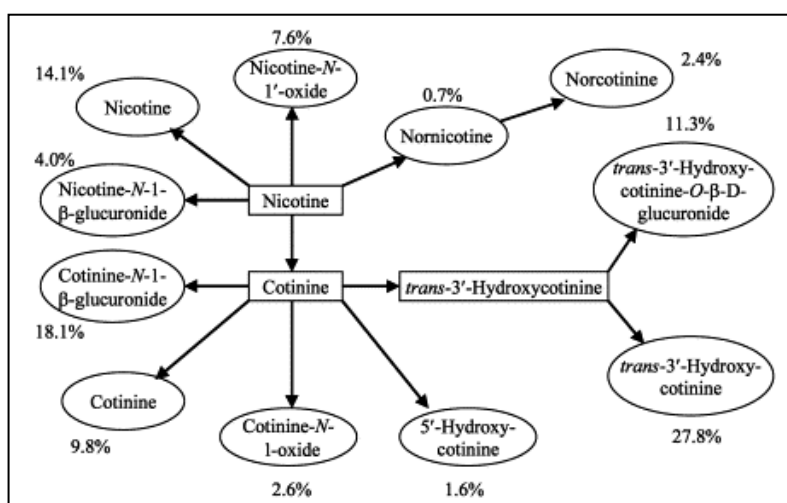 7.6%
Nicotine-N-
1′-oxide
14.1%
Nicotine
0.7%
Nornicotine
2.4%
Norcotinine
4.0%
Nicotine-N-1-
β-glucuronide
Nicotine
11.3%
trans-3′-Hydroxy-
cotinine-O-β-D-
glucuronide
Cotinine-N-1-
β-glucuronide
18.1%
Cotinine
trans-3′-Hydroxycotinine
Cotinine
9.8%
Cotinine-N-
1-oxide
2.6%
5′-Hydroxy-
cotinine
1.6%
trans-3′-Hydroxy-
cotinine
27.8%